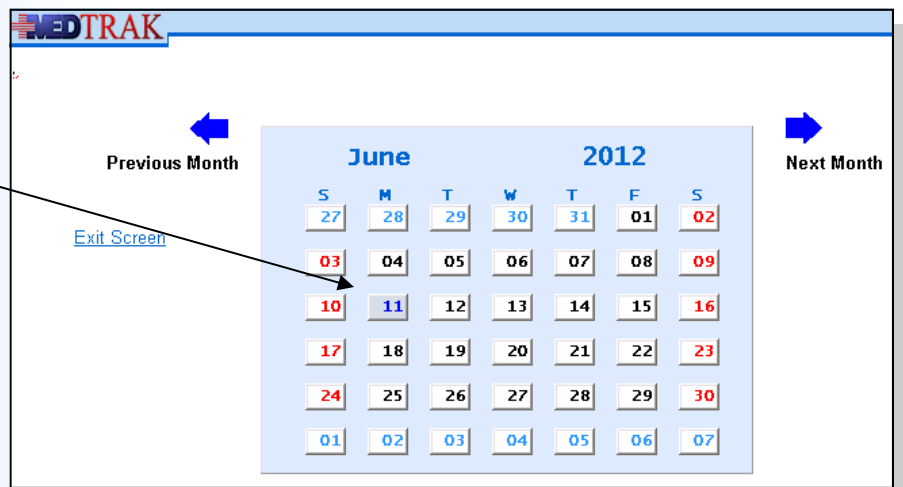 MEDTRAK
June 2012
Previous Month
Next Month
S M T W T F S
27 28 29 30 31 01 02
Exit Screen
03 04 05 06 07 08 09
10 11 12 13 14 15 16
17 18 19 20 21 22 23
24 25 26 27 28 29 30
01 02 03 04 05 06 07